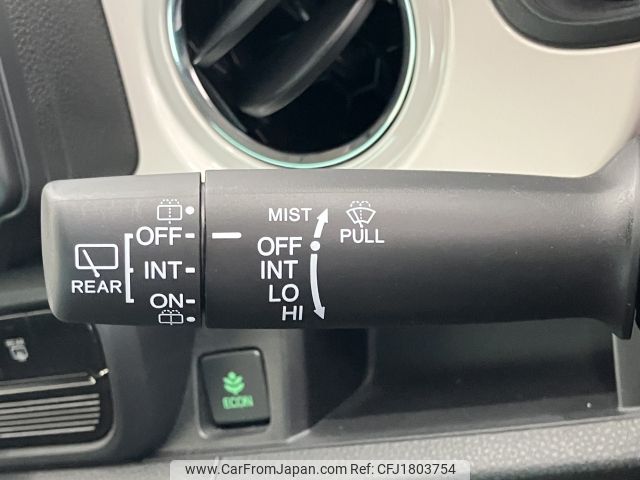 MIST
OFF
OFF
PULL
INT
INT
REAR
LO
ON
HI
ECON
www.CarFromJapan.com Ref: CFJ1803754